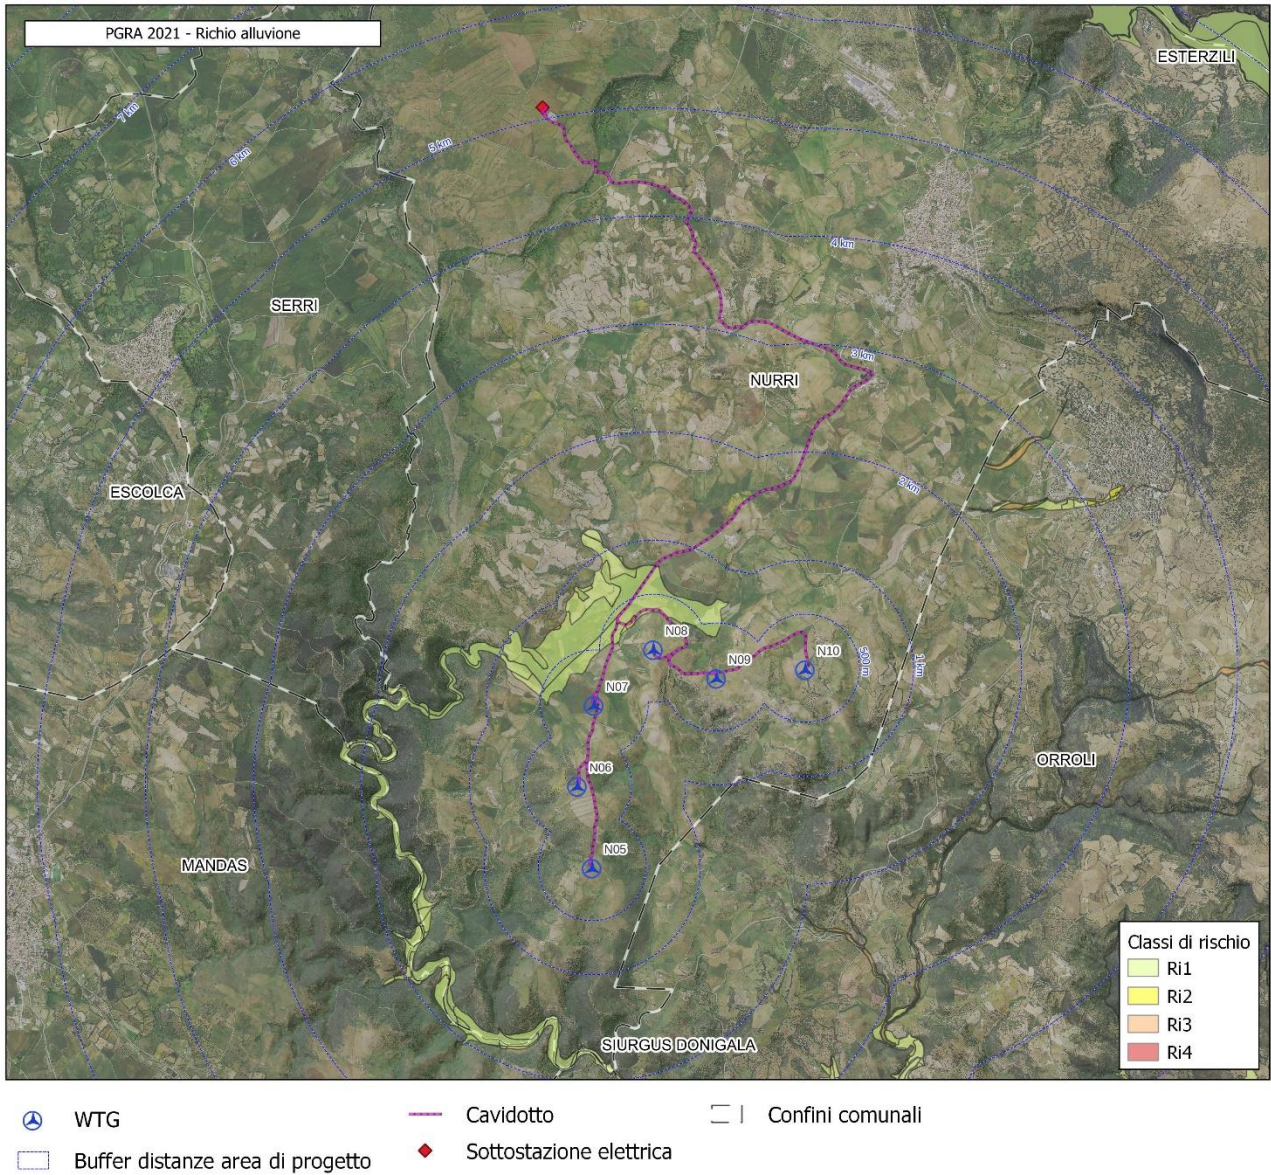 PGRA 2021 - Richio alluvione
ESTERZILI
7 km
6 km
5 km
4 km
SERRI
3 km
NURRI
ESCOLCA
2 km
N08
N09
N10
500 m
1 km
N07
N06
ORROLI
N05
MANDAS
SIURGUS DONIGALA
Classi di rischio
Ri1
Ri2
Ri3
Ri4
WTG
Cavidotto
Confini comunali
Buffer distanze area di progetto
Sottostazione elettrica